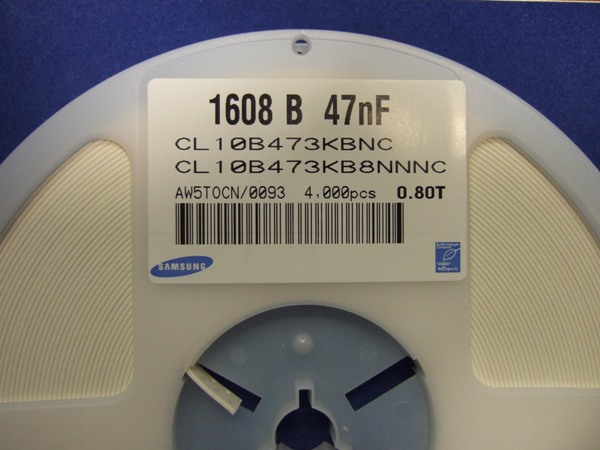 1608 B 47nF
CL10B473KBNC
CL10B473KB8NNNC
AW5T0CN/0093 4,000pcs 0.80T
SAMSUNG